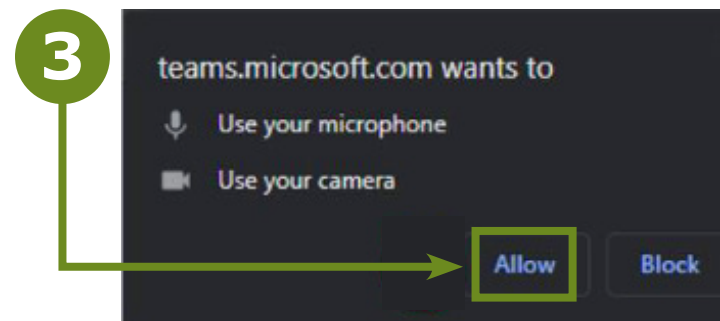 3
teams.microsoft.com wants to
Use your microphone
Use your camera
Allow Block